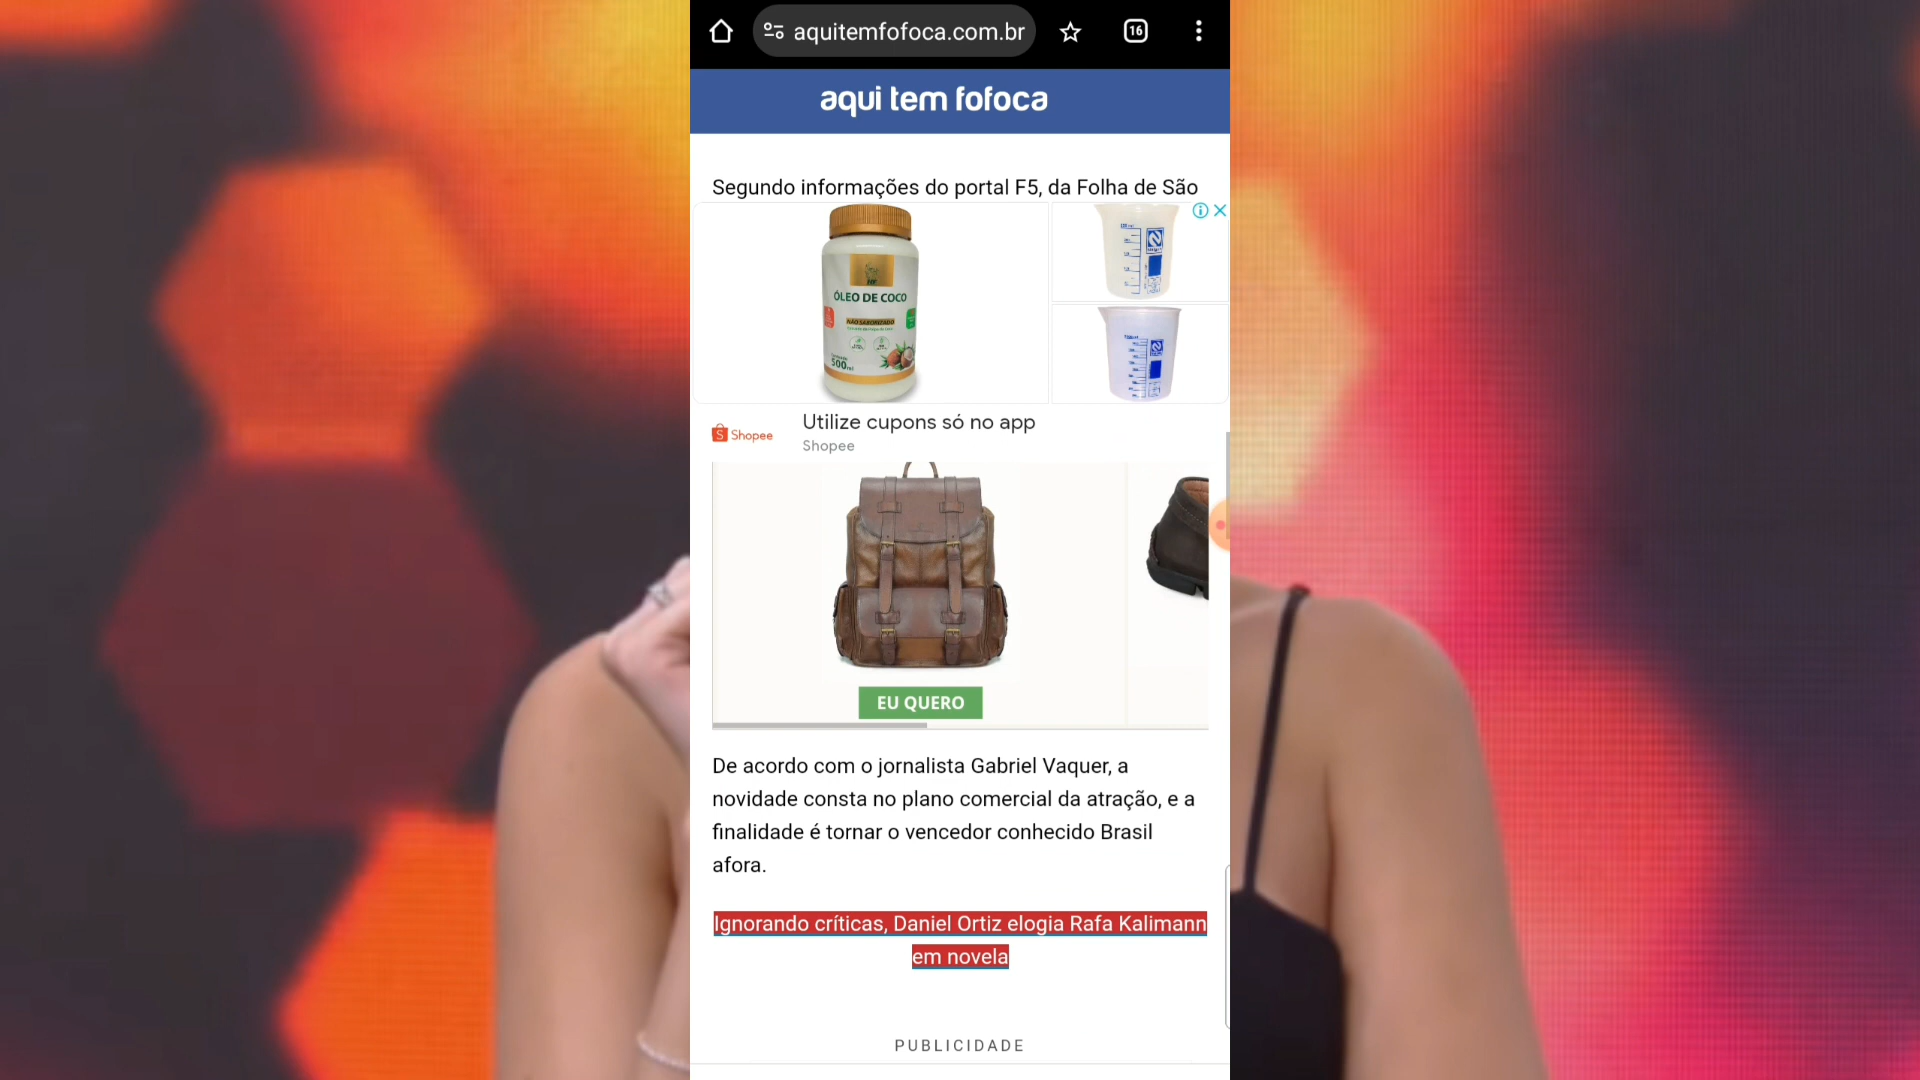 aquitemfofoca.com.br
16
aqui tem fofoca
Segundo informações do portal F5, da Folha de São
ÓLEO DE COCO
NÃO SABORIZADO
500ml
Shopee
Utilize cupons só no app
Shopee
EU QUERO
De acordo com o jornalista Gabriel Vaquer, a
novidade consta no plano comercial da atração, e a
finalidade é tornar o vencedor conhecido Brasil
afora.
Ignorando críticas, Daniel Ortiz elogia Rafa Kalimann
em novela
PUBLICIDADE